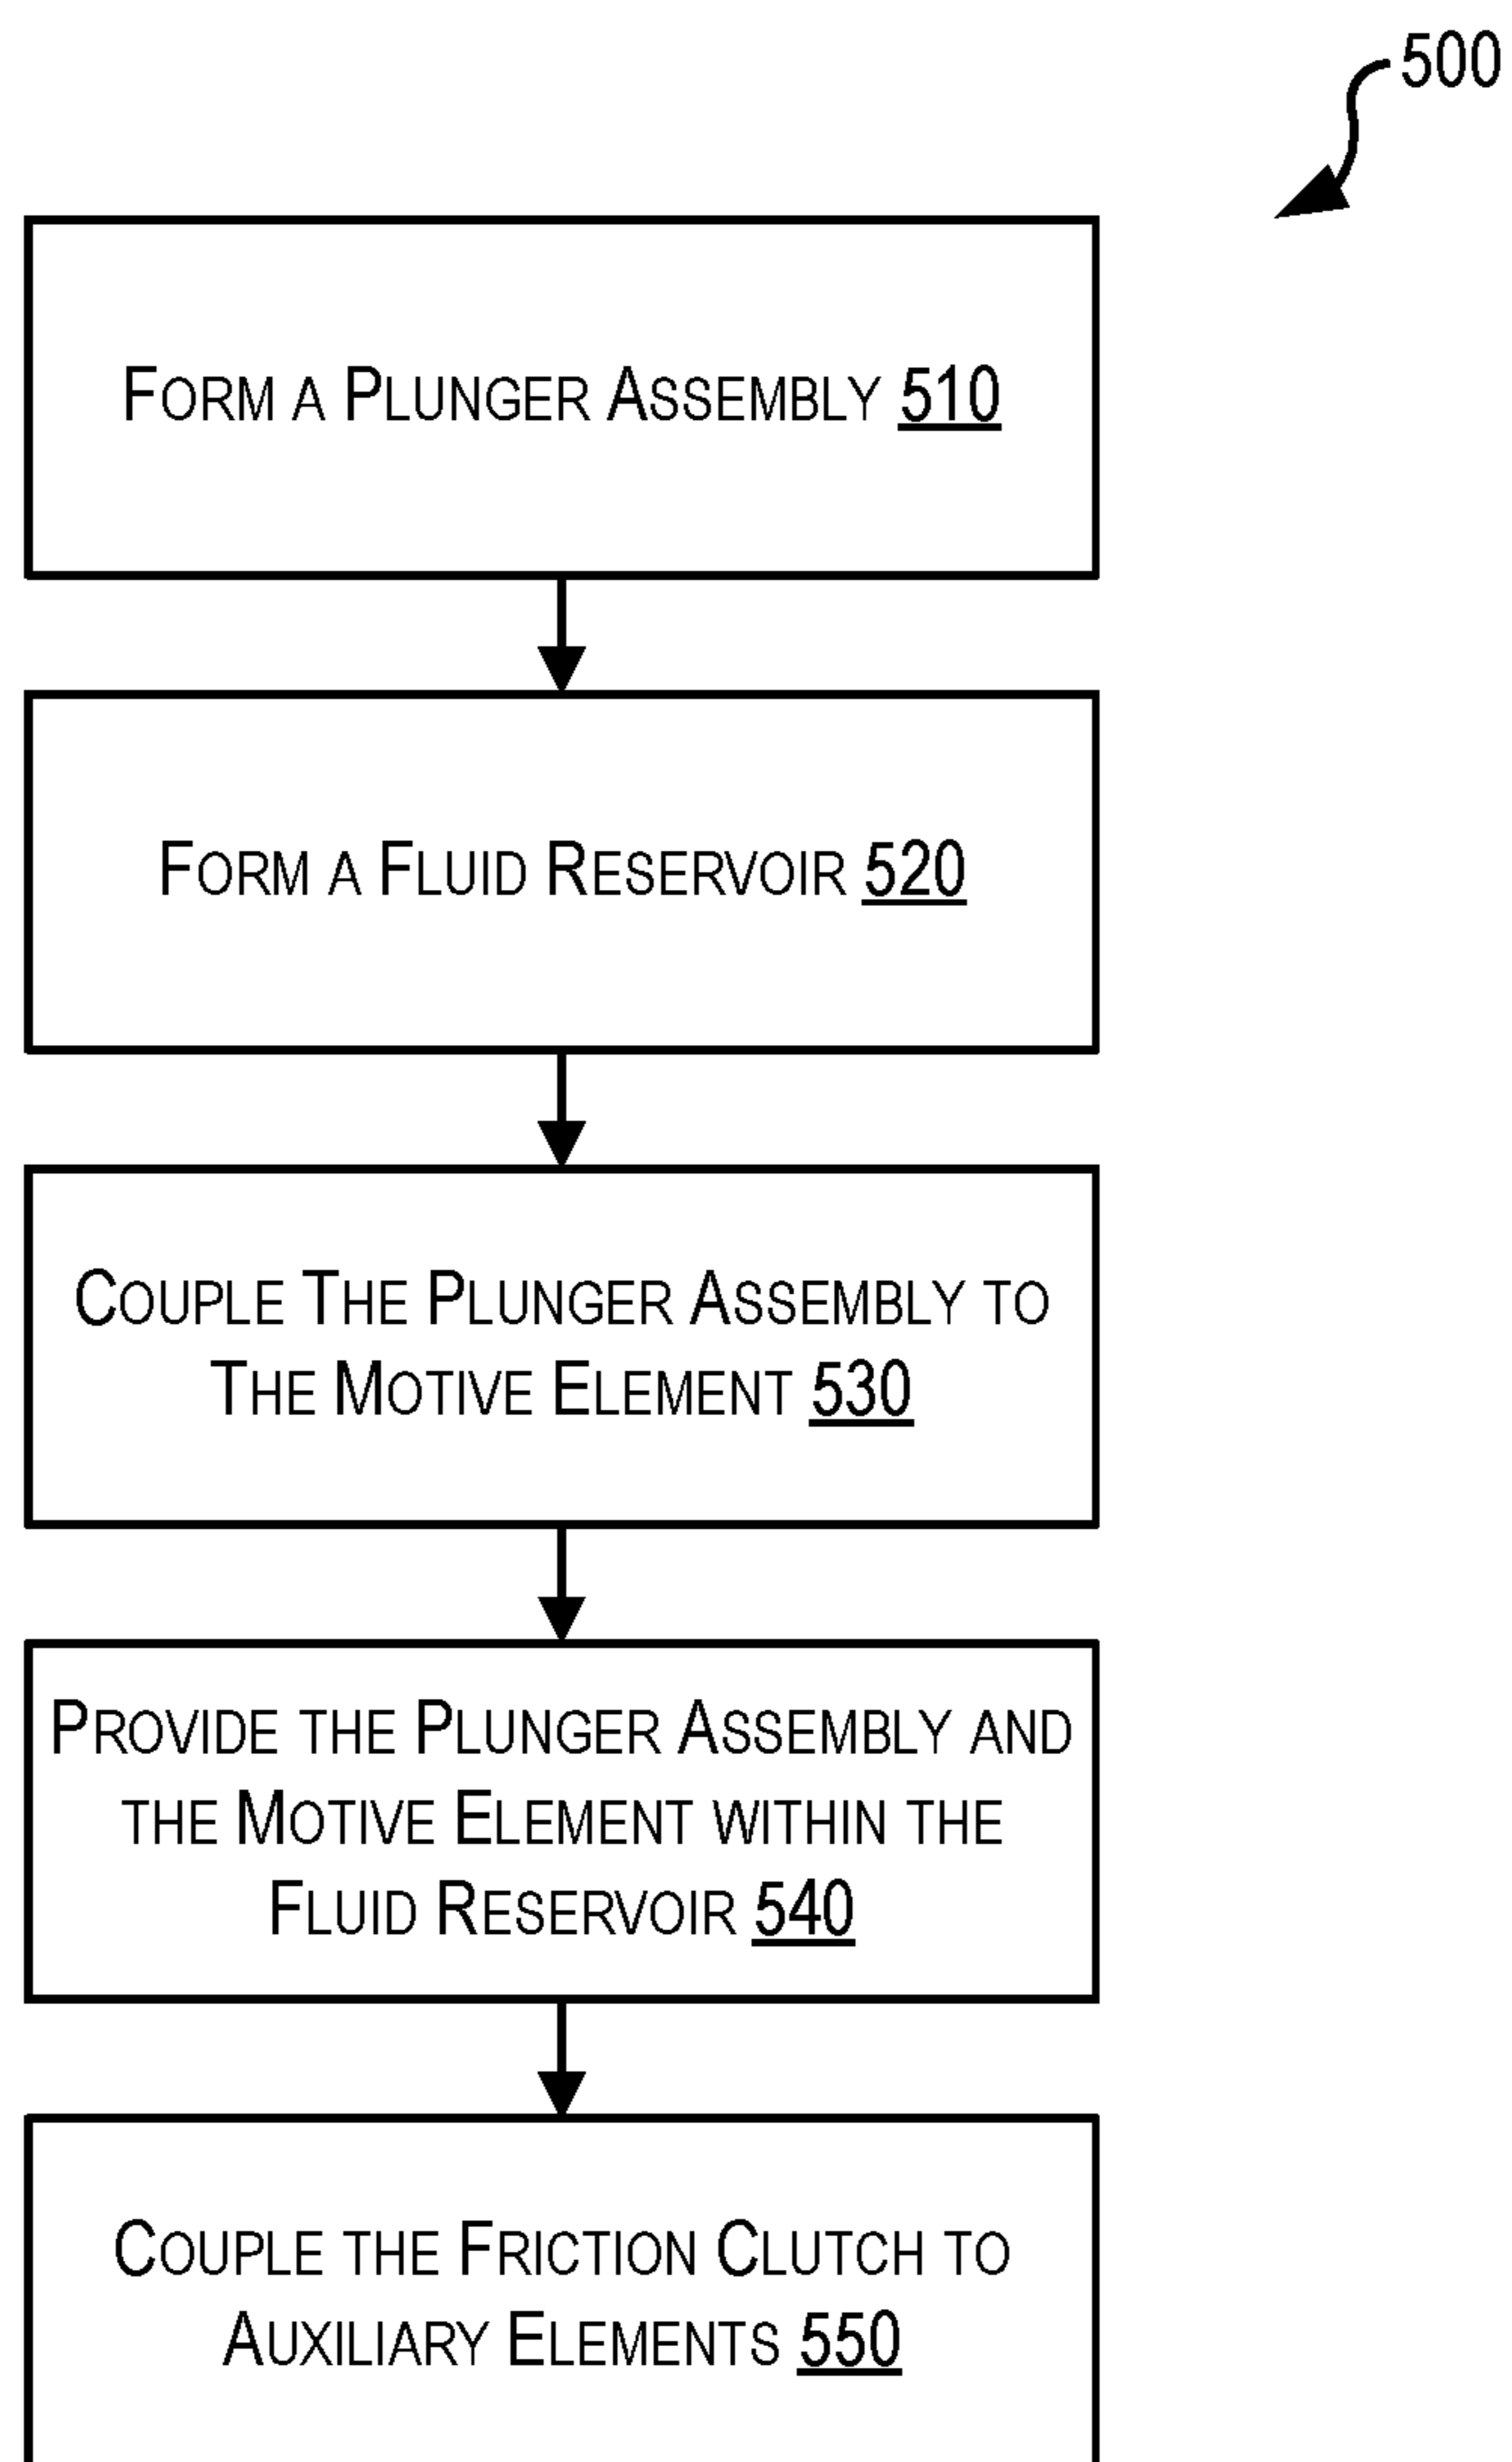 500
Form a Plunger Assembly 510
Form a Fluid Reservoir 520
Couple The Plunger Assembly to
The Motive Element 530
Provide the Plunger Assembly and
the Motive Element within the
Fluid Reservoir 540
Couple the Friction Clutch to
Auxiliary Elements 550